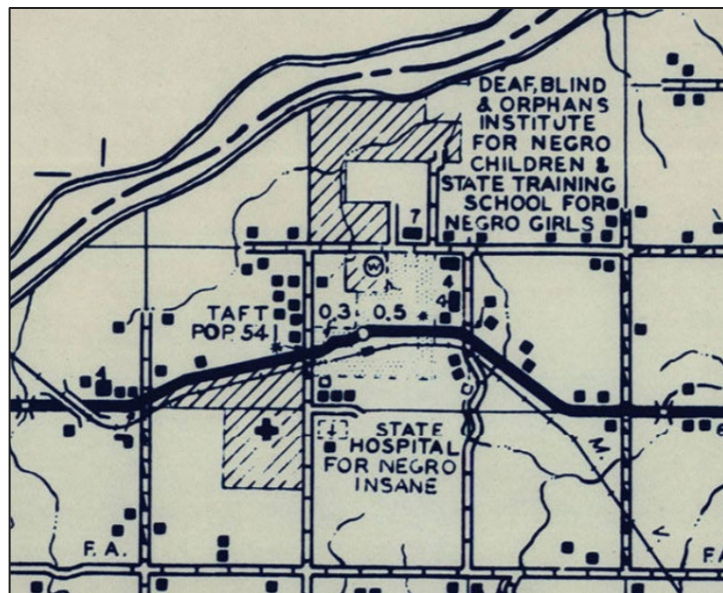 DEAF, BLIND
& ORPHANS
INSTITUTE
FOR NEGRO
CHILDREN &
STATE TRAINING
SCHOOL FOR
NEGRO GIRLS
7
W
4
TAFT
POP. 54
0.3
0.5
4
4
STATE
HOSPITAL
FOR NEGRO
INSANE
M.
V
6
F. A.
F.A